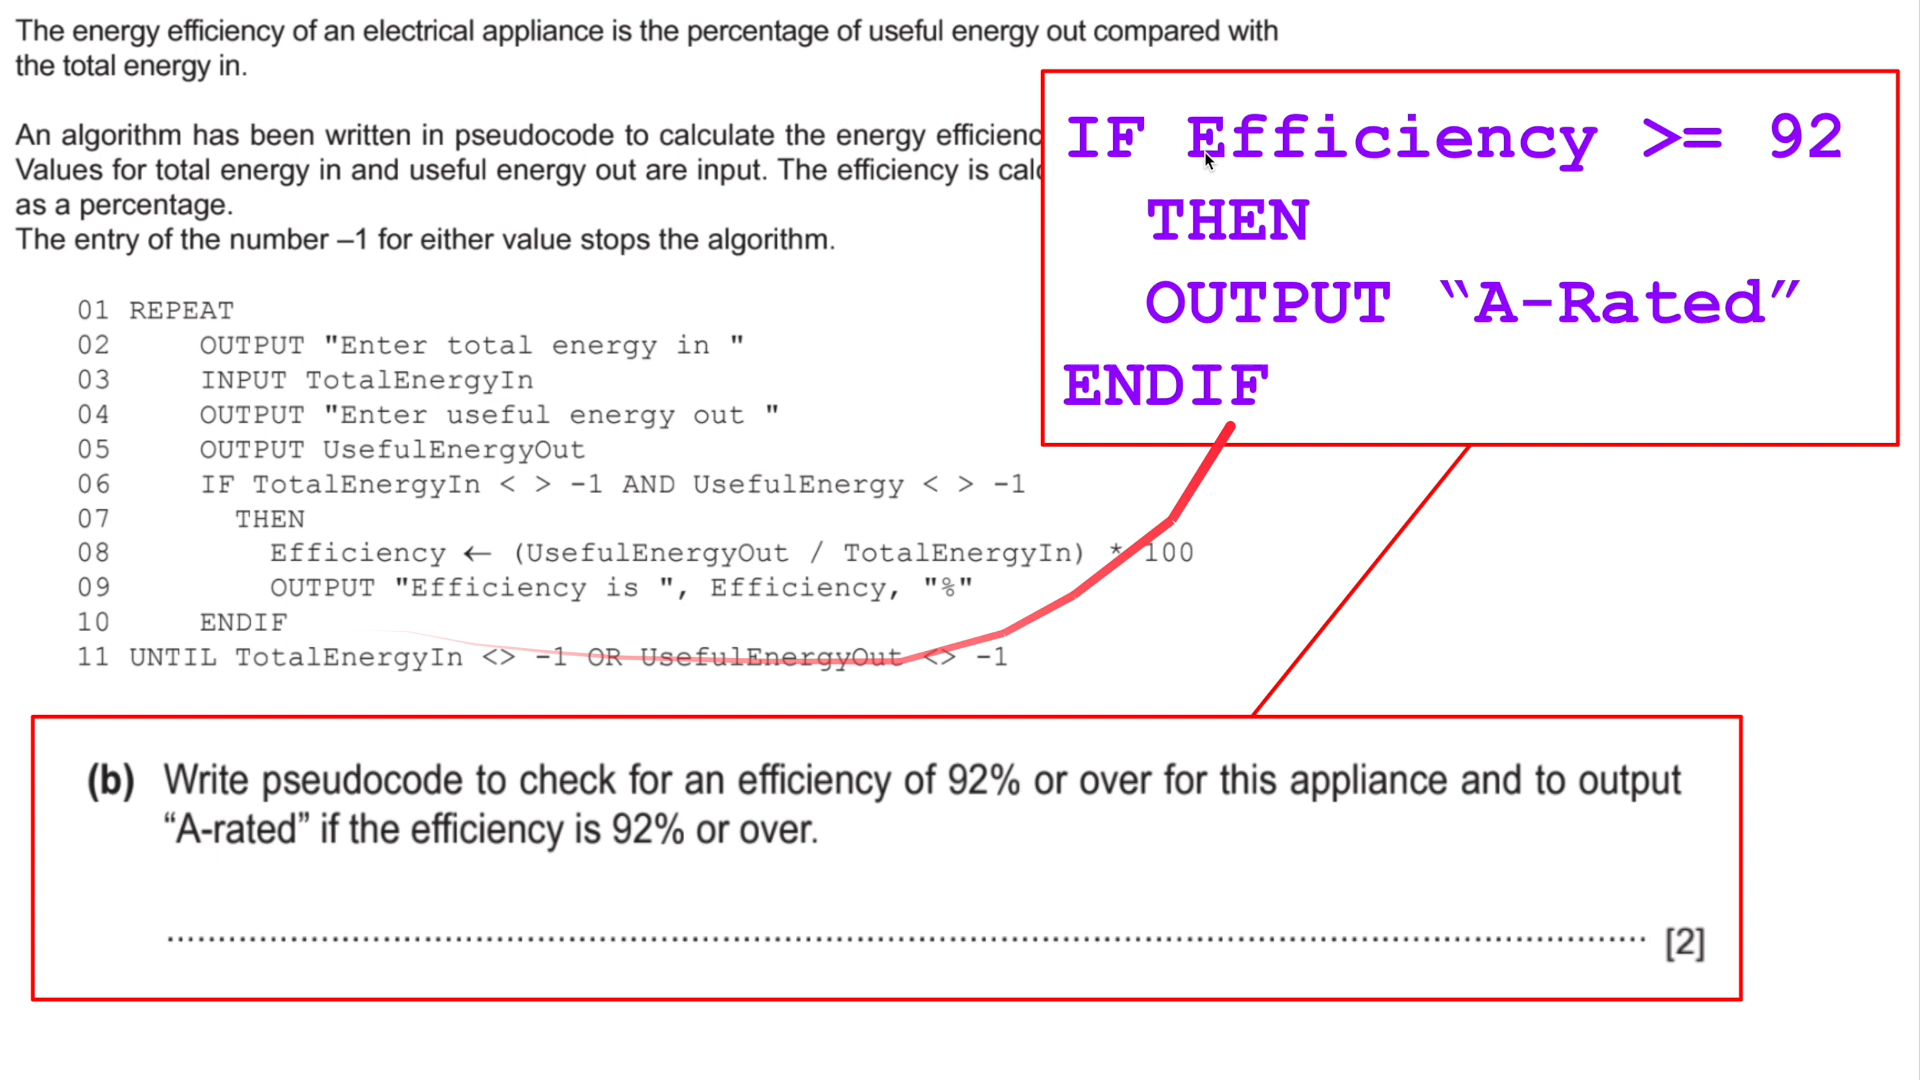 The energy efficiency of an electrical appliance is the percentage of useful energy out compared with
the total energy in.
An algorithm has been written in pseudocode to calculate the energy
Values for total energy in and useful energy out are input. The efficiency is
as a percentage.
The entry of the number –1 for either value stops the algorithm.
01 REPEAT
02 OUTPUT "Enter total energy in "
03 INPUT TotalEnergyIn
04 OUTPUT "Enter useful energy out "
05 OUTPUT UsefulEnergyOut
06 IF TotalEnergyIn < > -1 AND UsefulEnergy < > -1
07 THEN
08 Efficiency ← (UsefulEnergyOut / TotalEnergyIn) * 100
09 OUTPUT "Efficiency is ", Efficiency, "%"
10 ENDIF
11 UNTIL TotalEnergyIn <> -1 OR UsefulEnergyOut <> -1
IF Efficiency >= 92
THEN
OUTPUT “A-Rated”
ENDIF
(b) Write pseudocode to check for an efficiency of 92% or over for this appliance and to output
“A-rated” if the efficiency is 92% or over.
[2]